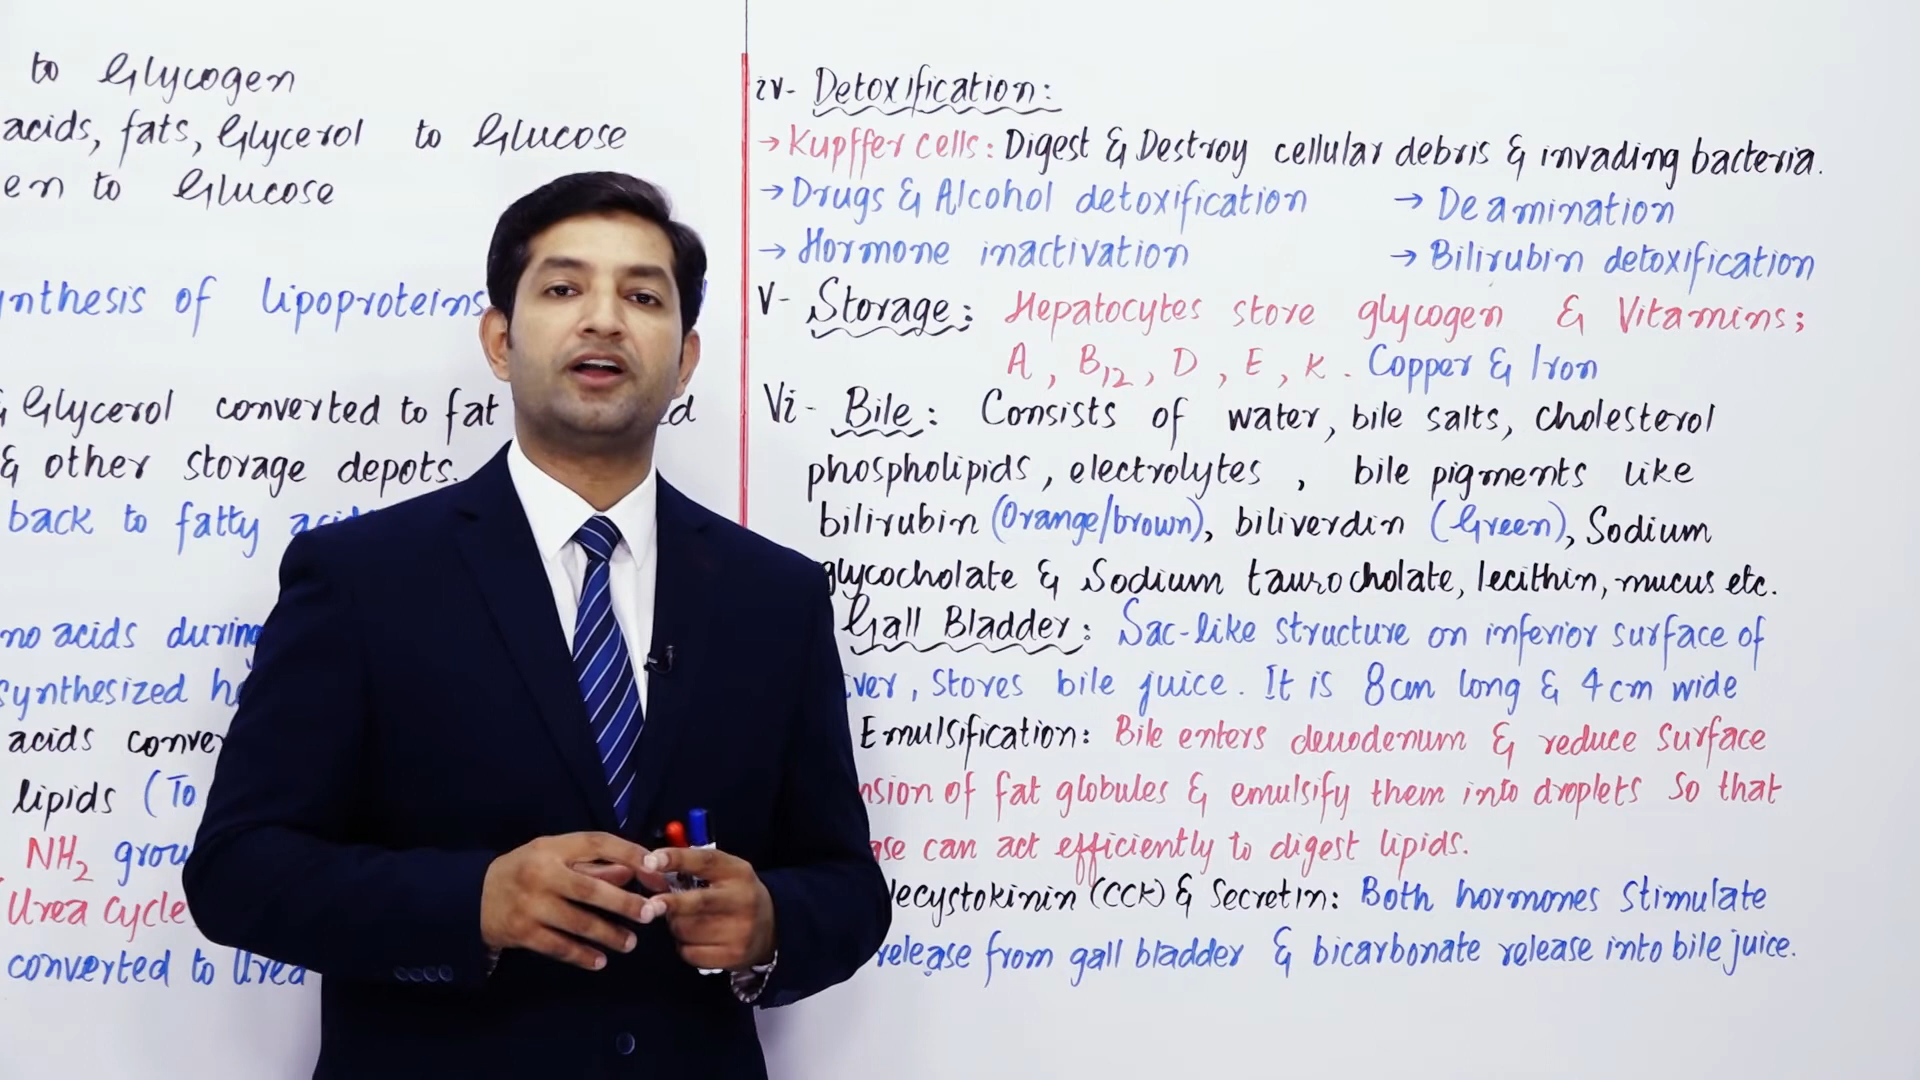 to Glycogen
acids, fats, Glycerol to Glucose
en to Glucose
nthesis of lipoproteins
& Glycerol converted to fat
& other storage depots.
back to fatty
no acids during
synthesized
acids
lipids (To
NH2
Urea cycle
converted to Urea
iv- Detoxification:
→ Kupffer cells: Digest & Destroy cellular debris & invading bacteria.
→ Drugs & Alcohol detoxification → Deamination
→ Hormone inactivation → Bilirubin detoxification
V- Storage: Hepatocytes store glycogen & Vitamins;
A, B12, D, E, K. Copper & Iron
Vi- Bile: Consists of water, bile salts, cholesterol
phospholipids, electrolytes, bile pigments like
bilirubin (Orange/brown), biliverdin (Green), Sodium
glycocholate & Sodium taurocholate, lecithin, mucus etc.
Gall Bladder: Sac-like structure on inferior surface of
ver, stores bile juice. It is 8cm long & 4cm wide
Emulsification: Bile enters deuodenum & reduce surface
nsion of fat globules & emulsify them into droplets so that
ase can act efficiently to digest lipids.
lecystokinin (CCK) & Secretin: Both hormones stimulate
release from gall bladder & bicarbonate release into bile juice.